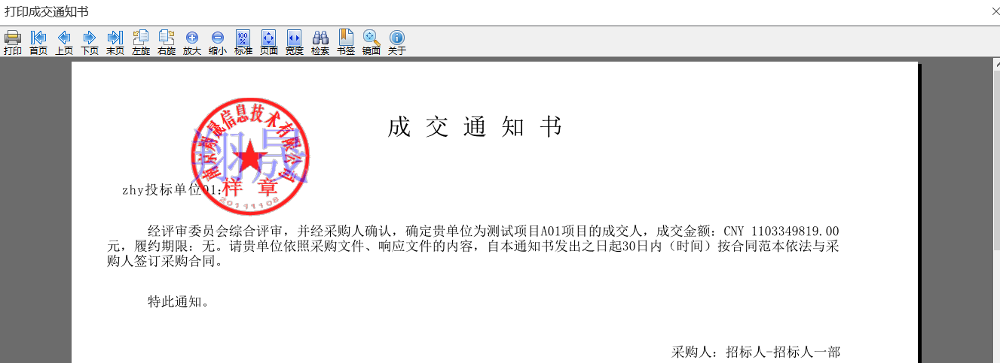 打印成交通知书
打印 首页 上页 下页 末页 左旋 右旋 放大 缩小 标准 页面 宽度 检索 书签 镜面 关于
成交通知书
南京翔晟信息技术有限公司
翔晟
样章
20111108
zhy投标单位01:
经评审委员会综合评审，并经采购人确认，确定贵单位为测试项目A01项目的成交人，成交金额：CNY 1103349819.00
元，履约期限：无。请贵单位依照采购文件、响应文件的内容，自本通知书发出之日起30日内（时间）按合同范本依法与采
购人签订采购合同。
特此通知。
采购人：招标人-招标人一部